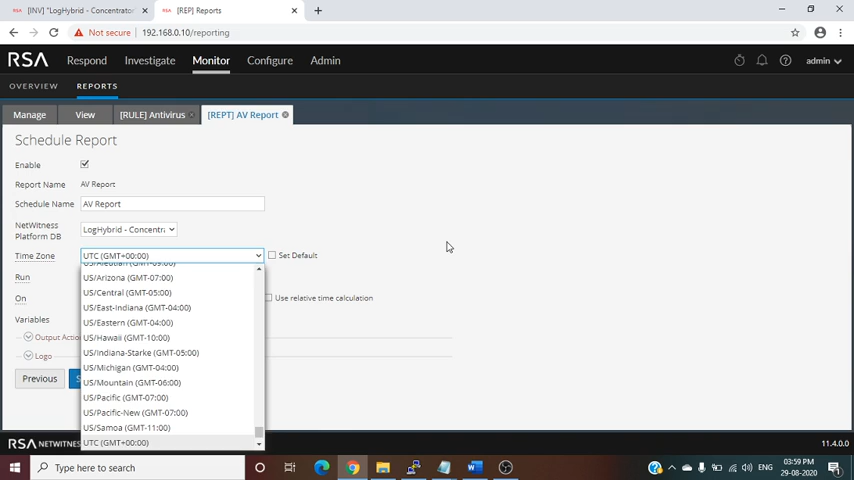 [INV] "LogHybrid - Concentrator
[REP] Reports
Not secure
192.168.0.10/reporting
RSA
Respond
Investigate
Monitor
Configure
Admin
admin
OVERVIEW
REPORTS
Manage
View
[RULE] Antivirus
[REPT] AV Report
Schedule Report
Enable
Report Name
AV Report
Schedule Name
AV Report
NetWitness
Platform DB
LogHybrid - Concentra
Time Zone
UTC (GMT+00:00)
Set Default
US/Aleutian (GMT-09:00)
US/Arizona (GMT-07:00)
Run
US/Central (GMT-05:00)
On
Use relative time calculation
US/East-Indiana (GMT-04:00)
Variables
US/Eastern (GMT-04:00)
Output Actio
US/Hawaii (GMT-10:00)
US/Indiana-Starke (GMT-05:00)
Logo
US/Michigan (GMT-04:00)
Previous
S
US/Mountain (GMT-06:00)
US/Pacific (GMT-07:00)
US/Pacific-New (GMT-07:00)
US/Samoa (GMT-11:00)
UTC (GMT+00:00)
RSA NETWITN
11.4.0.0
Type here to search
ENG
03:59 PM
29-08-2020